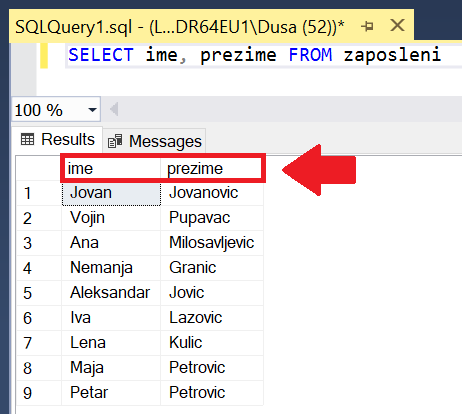 SQLQuery1.sql - (L...DR64EU1\Dusa (52))*
SELECT ime, prezime FROM zaposleni
100 %
Results Messages
ime prezime
1 Jovan Jovanovic
2 Vojin Pupavac
3 Ana Milosavljevic
4 Nemanja Granic
5 Aleksandar Jovic
6 Iva Lazovic
7 Lena Kulic
8 Maja Petrovic
9 Petar Petrovic